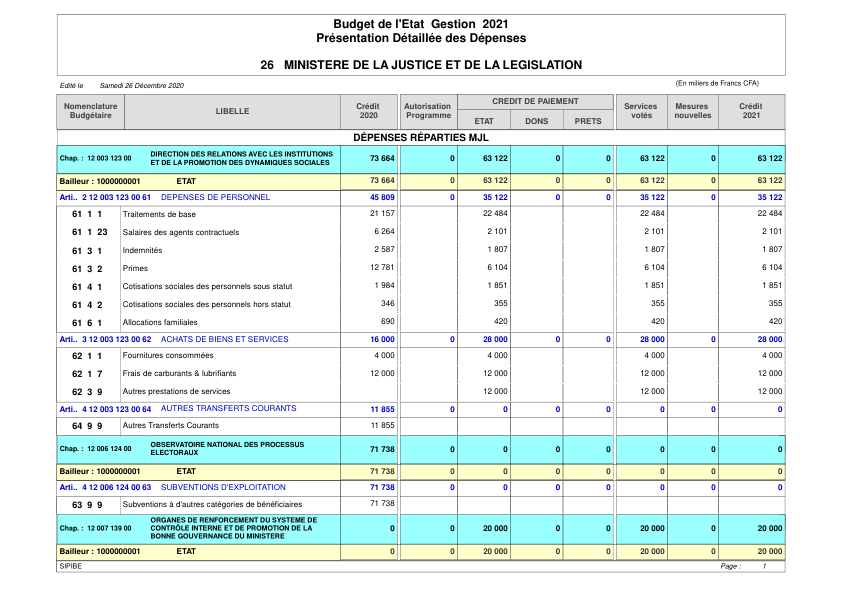 Budget de l'Etat Gestion 2021
Présentation Détaillée des Dépenses
26 MINISTERE DE LA JUSTICE ET DE LA LEGISLATION
Edité le Samedi 26 Décembre 2020 (En miliers de Francs CFA)
Nomenclature Budgétaire LIBELLE Crédit 2020 Autorisation Programme CREDIT DE PAIEMENT ETAT DONS PRETS Services votés Mesures nouvelles Crédit 2021
DÉPENSES RÉPARTIES MJL
Chap. : 12 003 123 00 DIRECTION DES RELATIONS AVEC LES INSTITUTIONS ET DE LA PROMOTION DES DYNAMIQUES SOCIALES 73 664 0 63 122 0 0 63 122 0 63 122
Bailleur : 1000000001 ETAT 73 664 0 63 122 0 0 63 122 0 63 122
Arti.. 2 12 003 123 00 61 DEPENSES DE PERSONNEL 45 809 0 35 122 0 0 35 122 0 35 122
61 1 1 Traitements de base 21 157 22 484 22 484 22 484
61 1 23 Salaires des agents contractuels 6 264 2 101 2 101 2 101
61 3 1 Indemnités 2 587 1 807 1 807 1 807
61 3 2 Primes 12 781 6 104 6 104 6 104
61 4 1 Cotisations sociales des personnels sous statut 1 984 1 851 1 851 1 851
61 4 2 Cotisations sociales des personnels hors statut 346 355 355 355
61 6 1 Allocations familiales 690 420 420 420
Arti.. 3 12 003 123 00 62 ACHATS DE BIENS ET SERVICES 16 000 0 28 000 0 0 28 000 0 28 000
62 1 1 Fournitures consommées 4 000 4 000 4 000 4 000
62 1 7 Frais de carburants & lubrifiants 12 000 12 000 12 000 12 000
62 3 9 Autres prestations de services 12 000 12 000 12 000
Arti.. 4 12 003 123 00 64 AUTRES TRANSFERTS COURANTS 11 855 0 0 0 0 0 0 0
64 9 9 Autres Transferts Courants 11 855
Chap. : 12 006 124 00 OBSERVATOIRE NATIONAL DES PROCESSUS ELECTORAUX 71 738 0 0 0 0 0 0 0
Bailleur : 1000000001 ETAT 71 738 0 0 0 0 0 0 0
Arti.. 4 12 006 124 00 63 SUBVENTIONS D'EXPLOITATION 71 738 0 0 0 0 0 0 0
63 9 9 Subventions à d'autres catégories de bénéficiaires 71 738
Chap. : 12 007 139 00 ORGANES DE RENFORCEMENT DU SYSTEME DE CONTRÔLE INTERNE ET DE PROMOTION DE LA BONNE GOUVERNANCE DU MINISTERE 0 0 20 000 0 0 20 000 0 20 000
Bailleur : 1000000001 ETAT 0 0 20 000 0 0 20 000 0 20 000
SIPIBE Page : 1